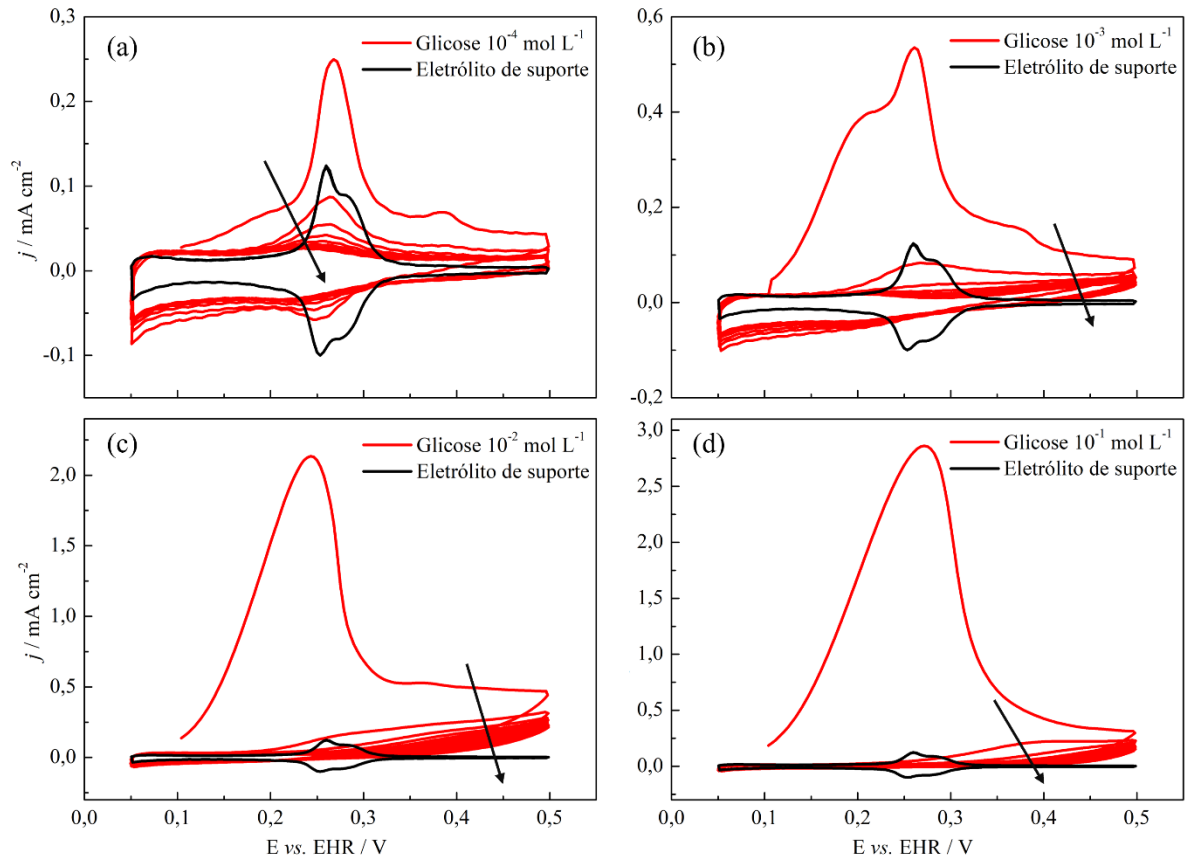 (a)
Glicose 10⁻⁴ mol L⁻¹
Eletrólito de suporte
0,3
0,2
0,1
0,0
-0,1
j / mA cm⁻²
(b)
Glicose 10⁻³ mol L⁻¹
Eletrólito de suporte
0,6
0,4
0,2
0,0
-0,2
(c)
Glicose 10⁻² mol L⁻¹
Eletrólito de suporte
2,0
1,5
1,0
0,5
0,0
j / mA cm⁻²
0,0 0,1 0,2 0,3 0,4 0,5
E vs. EHR / V
(d)
Glicose 10⁻¹ mol L⁻¹
Eletrólito de suporte
3,0
2,5
2,0
1,5
1,0
0,5
0,0
0,0 0,1 0,2 0,3 0,4 0,5
E vs. EHR / V